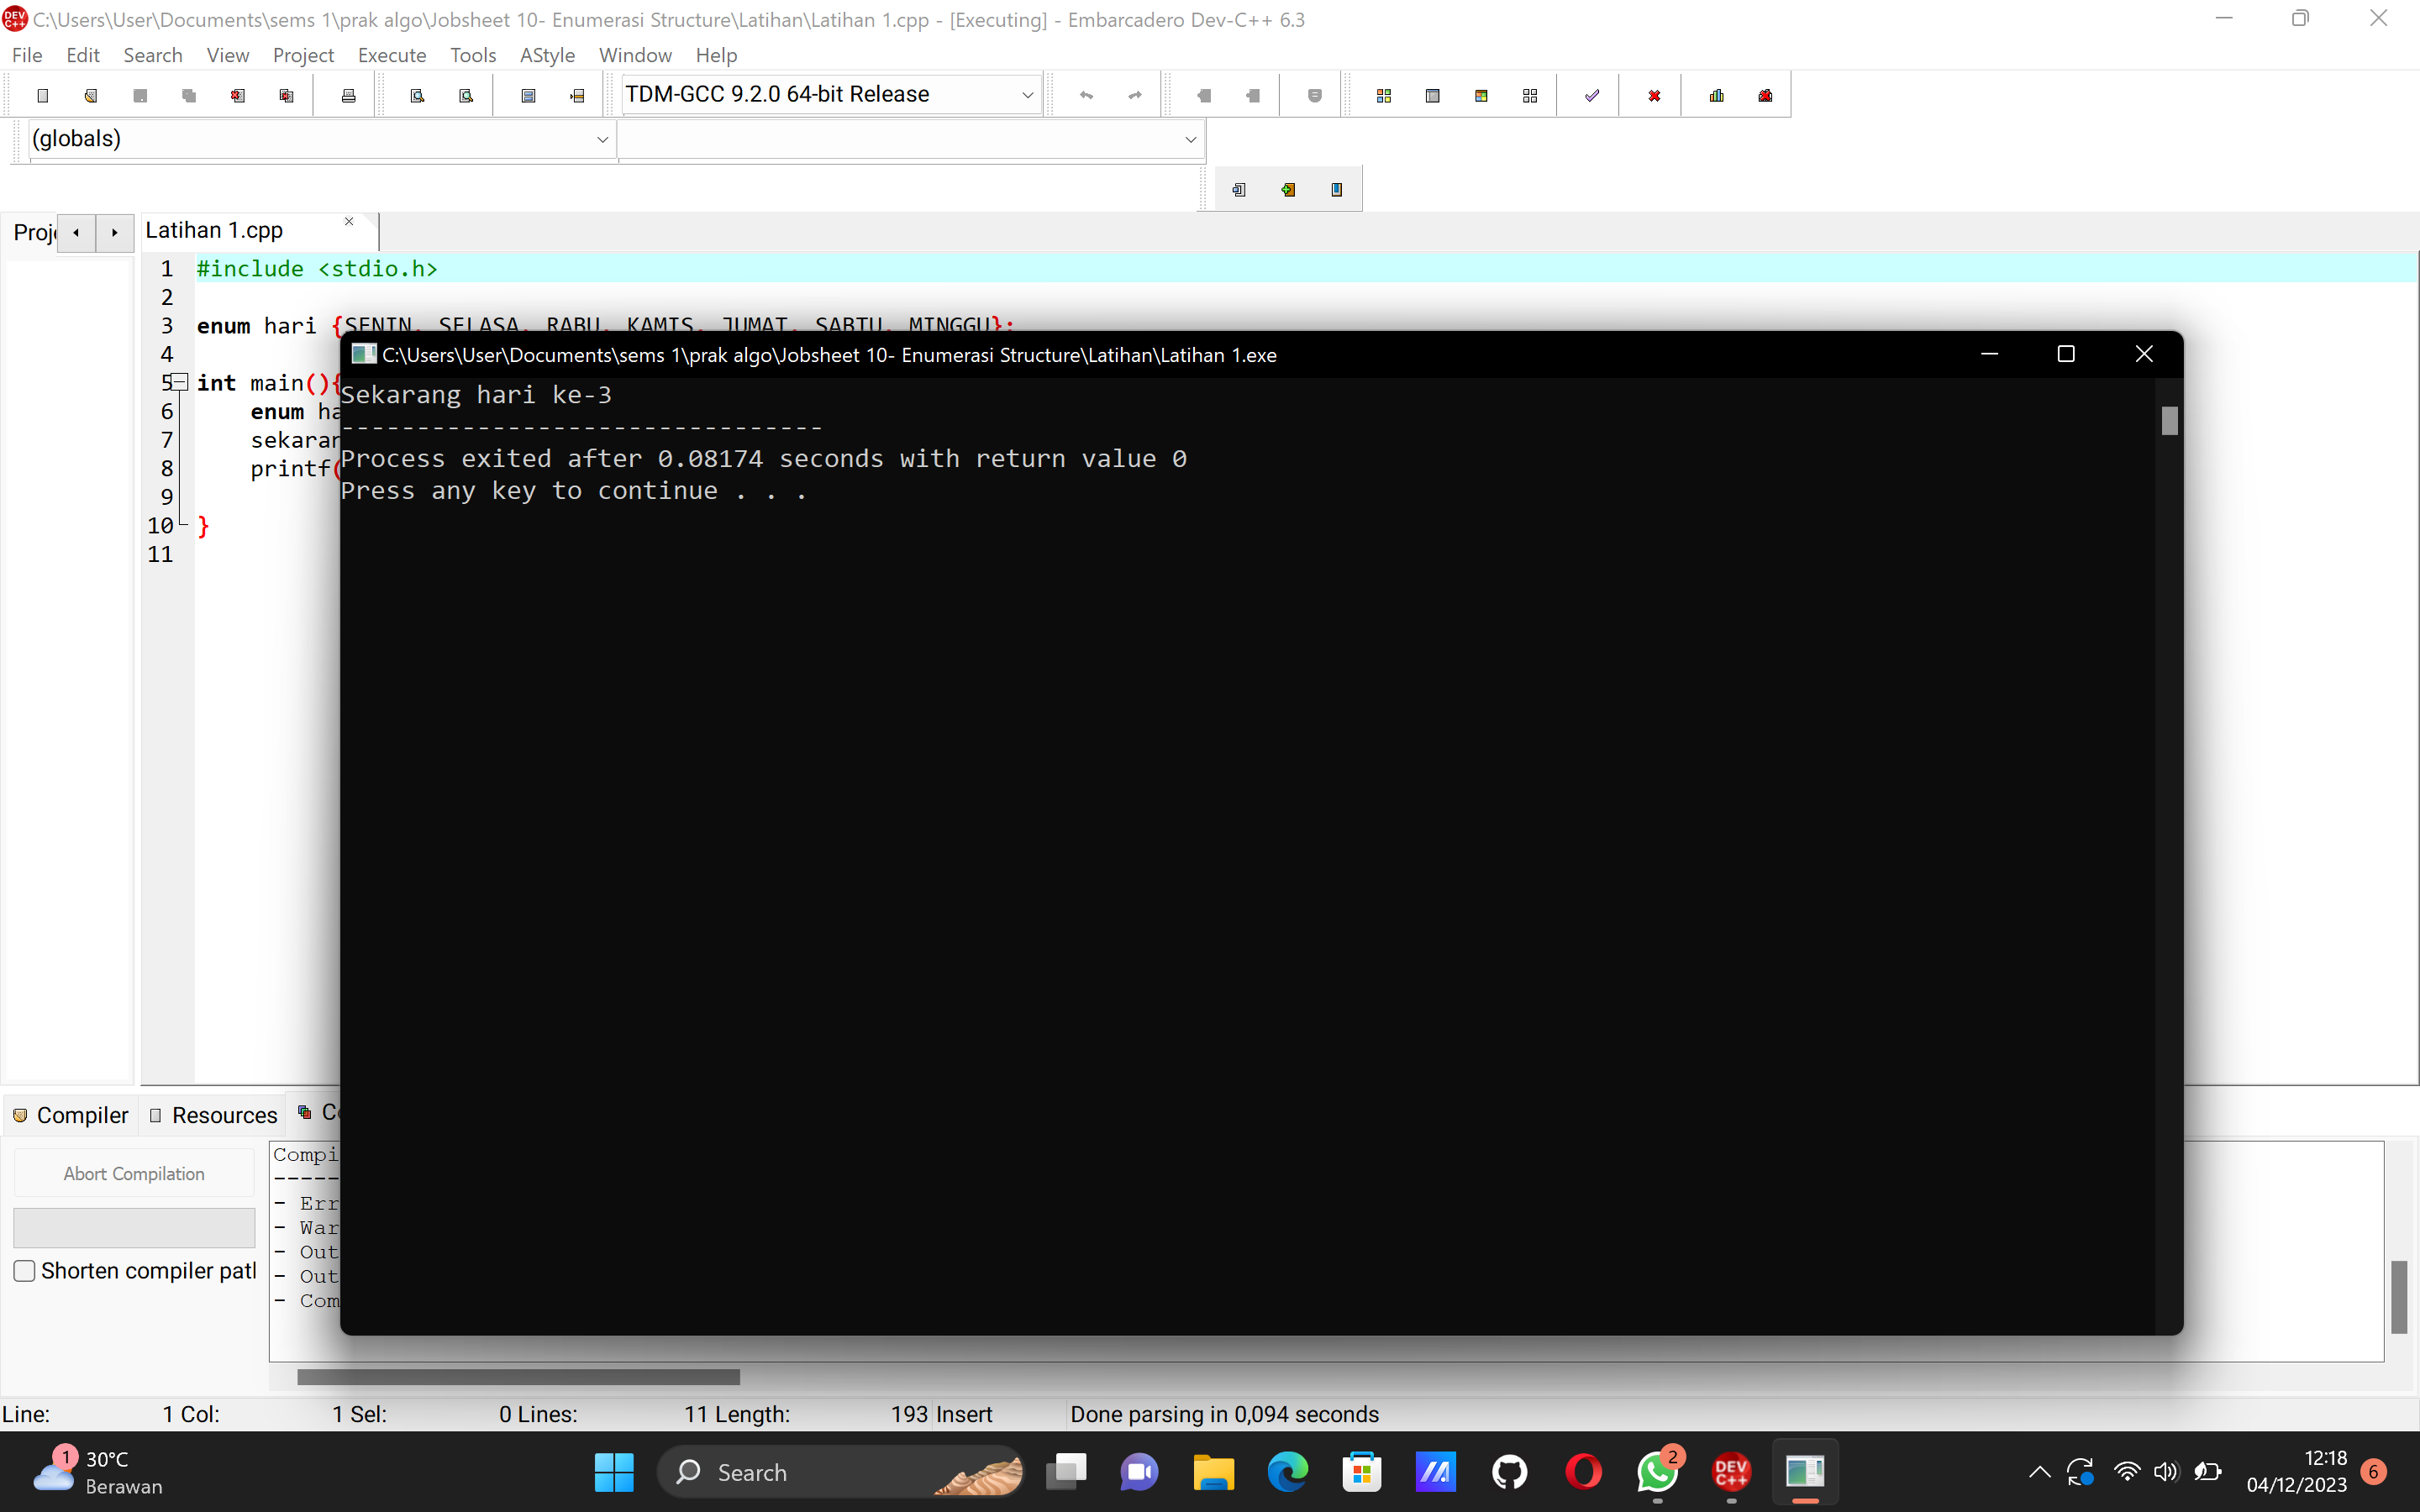 C:\Users\User\Documents\sems 1\prak algo\Jobsheet 10- Enumerasi Structure\Latihan\Latihan 1.cpp - [Executing] - Embarcadero Dev-C++ 6.3
File Edit Search View Project Execute Tools AStyle Window Help
TDM-GCC 9.2.0 64-bit Release
(globals)
Proj
Latihan 1.cpp
1 #include <stdio.h>
2
3 enum hari {SENIN, SELASA, RABU, KAMIS, JUMAT, SABTU, MINGGU};
4
5 int main(){
6 enum ha
7 sekaran
8 printf(
9
10 }
11
C:\Users\User\Documents\sems 1\prak algo\Jobsheet 10- Enumerasi Structure\Latihan\Latihan 1.exe
Sekarang hari ke-3
--------------------------------
Process exited after 0.08174 seconds with return value 0
Press any key to continue . . .
Compiler Resources Co
Abort Compilation
Shorten compiler path
Compi
-----
- Err
- War
- Out
- Out
- Com
Line: 1 Col: 1 Sel: 0 Lines: 11 Length: 193 Insert Done parsing in 0,094 seconds
1
30°C
Berawan
Search
2
DEV C++
12:18
04/12/2023
6